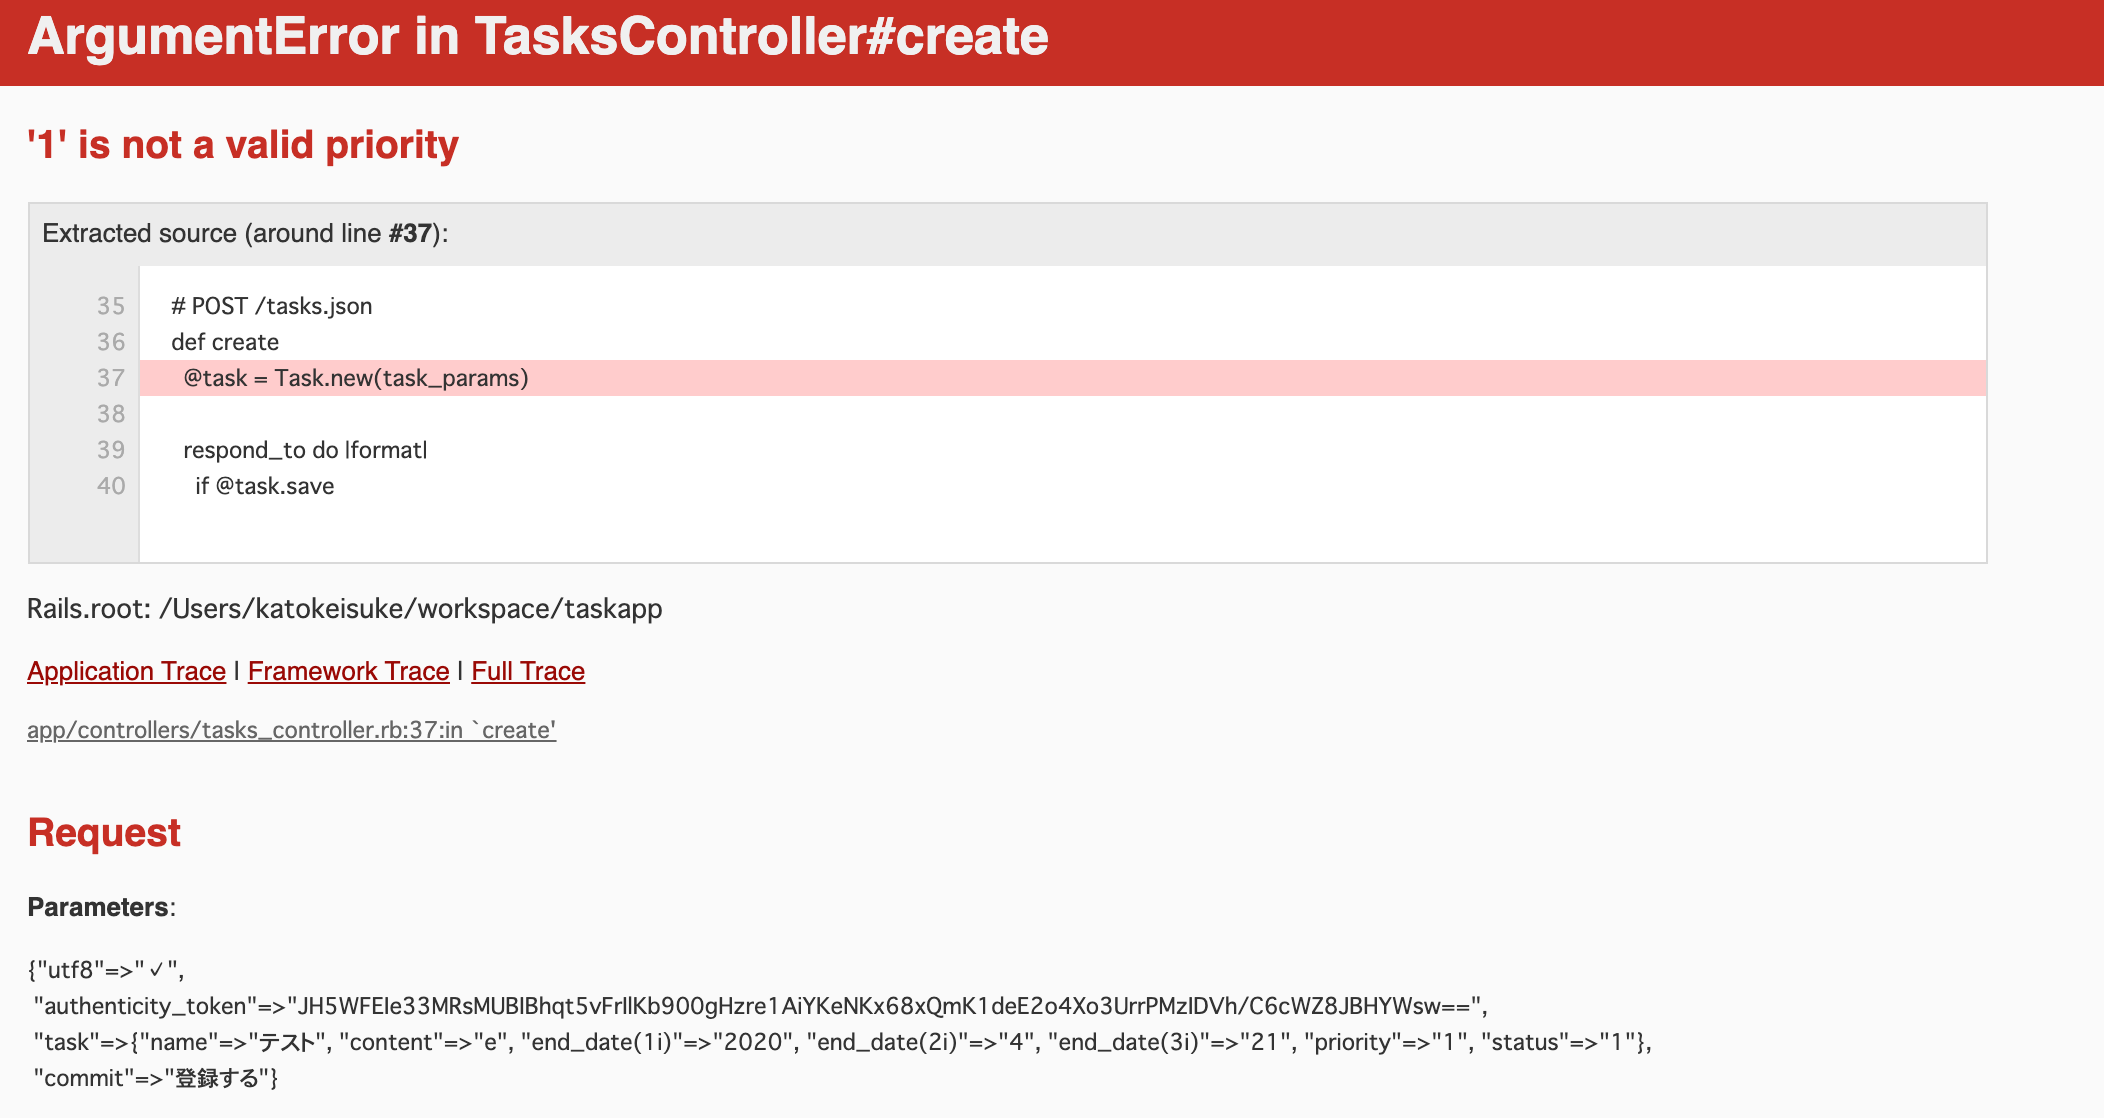 ArgumentError in TasksController#create
'1' is not a valid priority
Extracted source (around line #37):
35 # POST /tasks.json
36 def create
37 @task = Task.new(task_params)
38
39 respond_to do |format|
40 if @task.save
Rails.root: /Users/katokeisuke/workspace/taskapp
Application Trace | Framework Trace | Full Trace
app/controllers/tasks_controller.rb:37:in `create'
Request
Parameters:
{"utf8"=>"✓",
"authenticity_token"=>"JH5WFEIe33MRsMUBIBhqt5vFrIlKb900gHzre1AiYKeNKx68xQmK1deE2o4Xo3UrrPMzIDVh/C6cWZ8JBHYWsw==",
"task"=>{"name"=>"テスト", "content"=>"e", "end_date(1i)"=>"2020", "end_date(2i)"=>"4", "end_date(3i)"=>"21", "priority"=>"1", "status"=>"1"},
"commit"=>"登録する"}